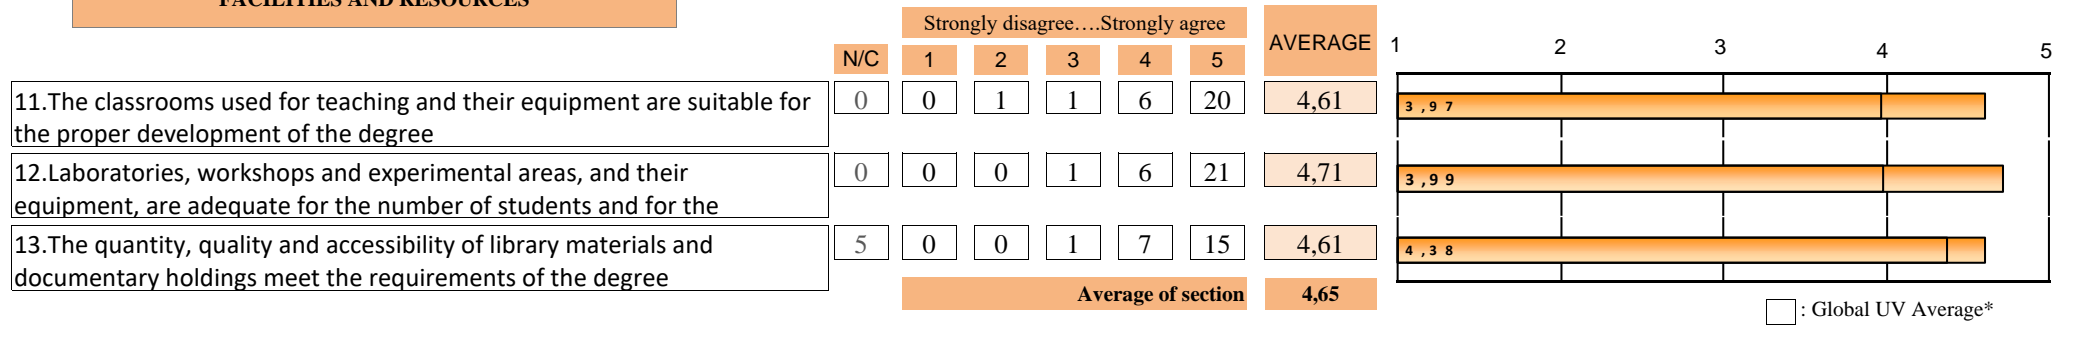 FACILITIES AND RESOURCES
Strongly disagree….Strongly agree
AVERAGE
N/C 1 2 3 4 5
1 2 3 4 5
11.The classrooms used for teaching and their equipment are suitable for
the proper development of the degree
0 0 1 1 6 20 4,61
3,97
12.Laboratories, workshops and experimental areas, and their
equipment, are adequate for the number of students and for the
0 0 0 1 6 21 4,71
3,99
13.The quantity, quality and accessibility of library materials and
documentary holdings meet the requirements of the degree
5 0 0 1 7 15 4,61
4,38
Average of section 4,65
: Global UV Average*